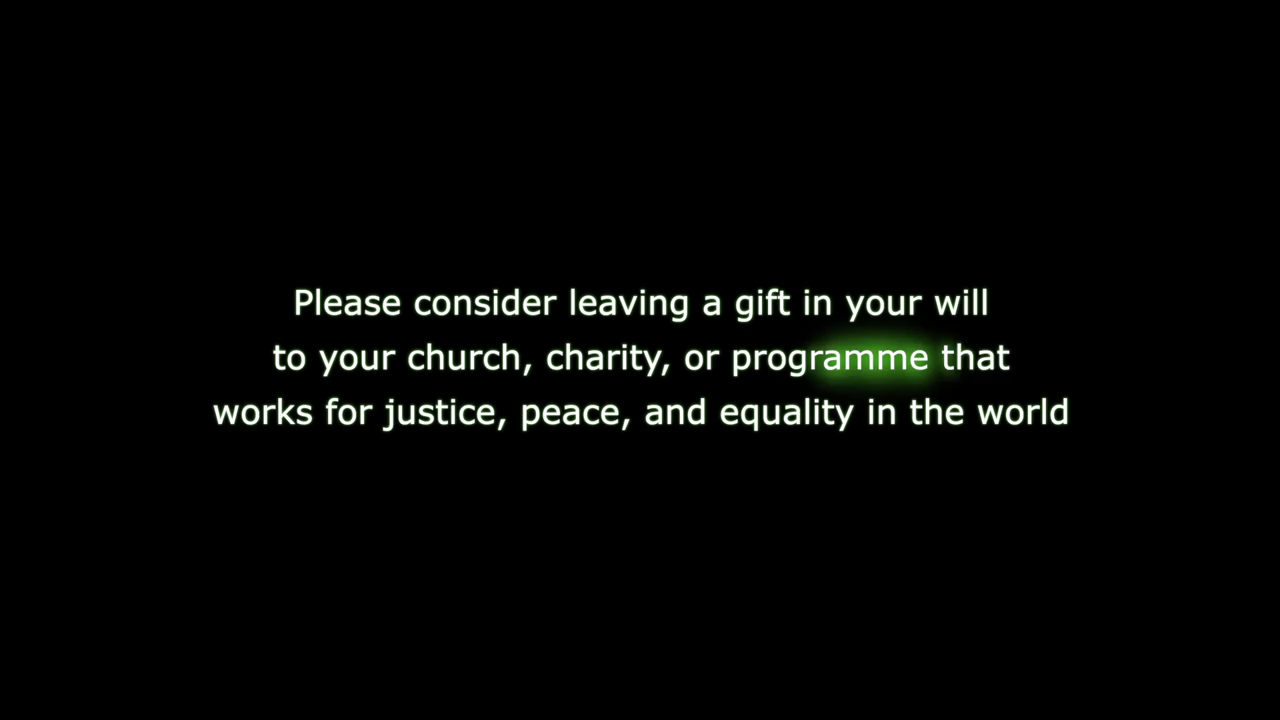 Please consider leaving a gift in your will
to your church, charity, or programme that
works for justice, peace, and equality in the world